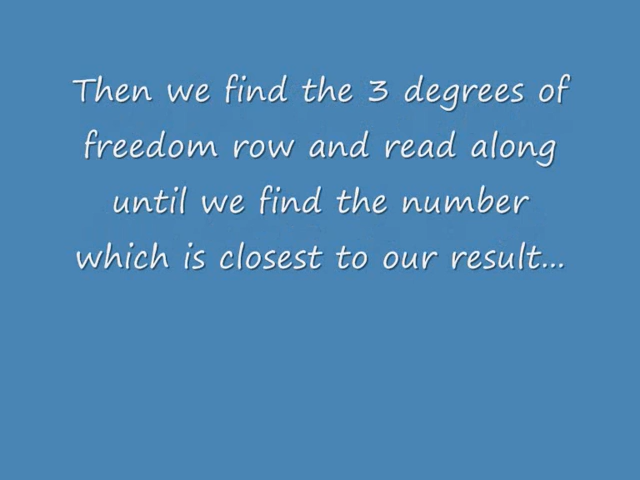 Then we find the 3 degrees of
freedom row and read along
until we find the number
which is closest to our result...